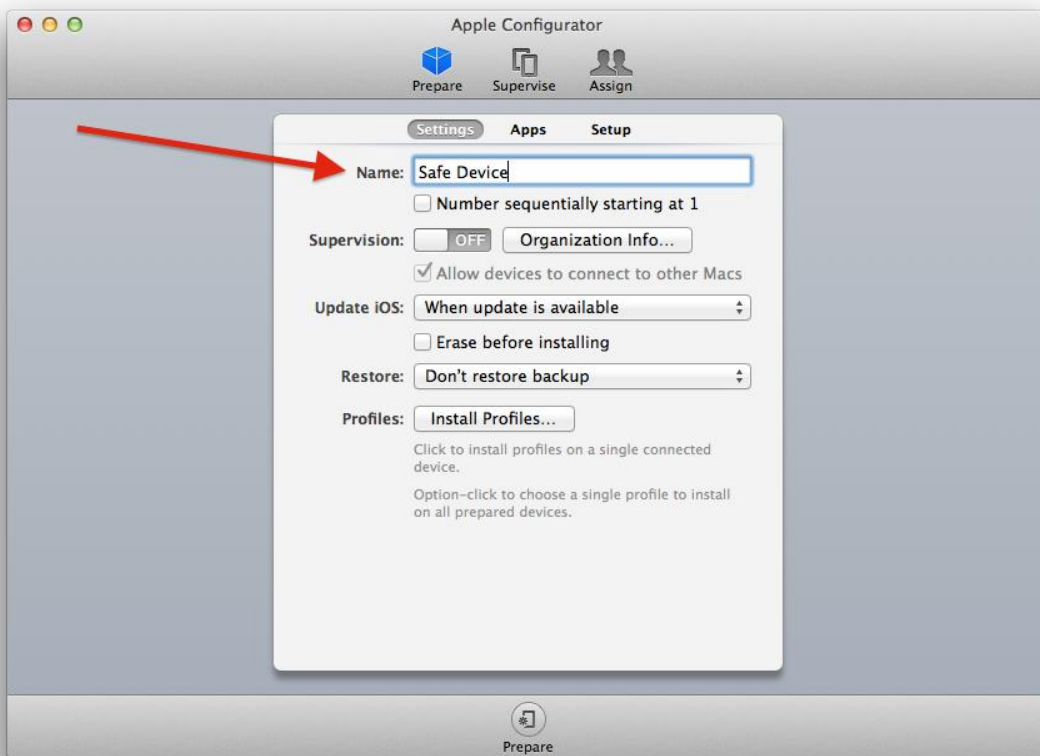 Apple Configurator
Prepare Supervise Assign
Settings Apps Setup
Name: Safe Device
Number sequentially starting at 1
Supervision: OFF Organization Info...
Allow devices to connect to other Macs
Update iOS: When update is available
Erase before installing
Restore: Don't restore backup
Profiles: Install Profiles...
Click to install profiles on a single connected
device.
Option-click to choose a single profile to install
on all prepared devices.
Prepare